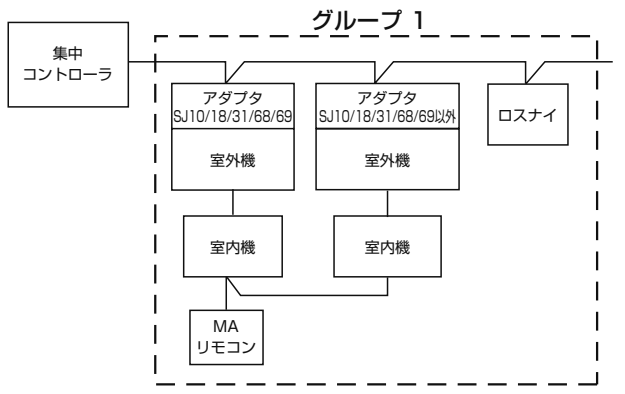 グループ 1
集中
コントローラ
アダプタ
SJ10/18/31/68/69
アダプタ
SJ10/18/31/68/69以外
ロスナイ
室外機
室外機
室内機
室内機
MA
リモコン